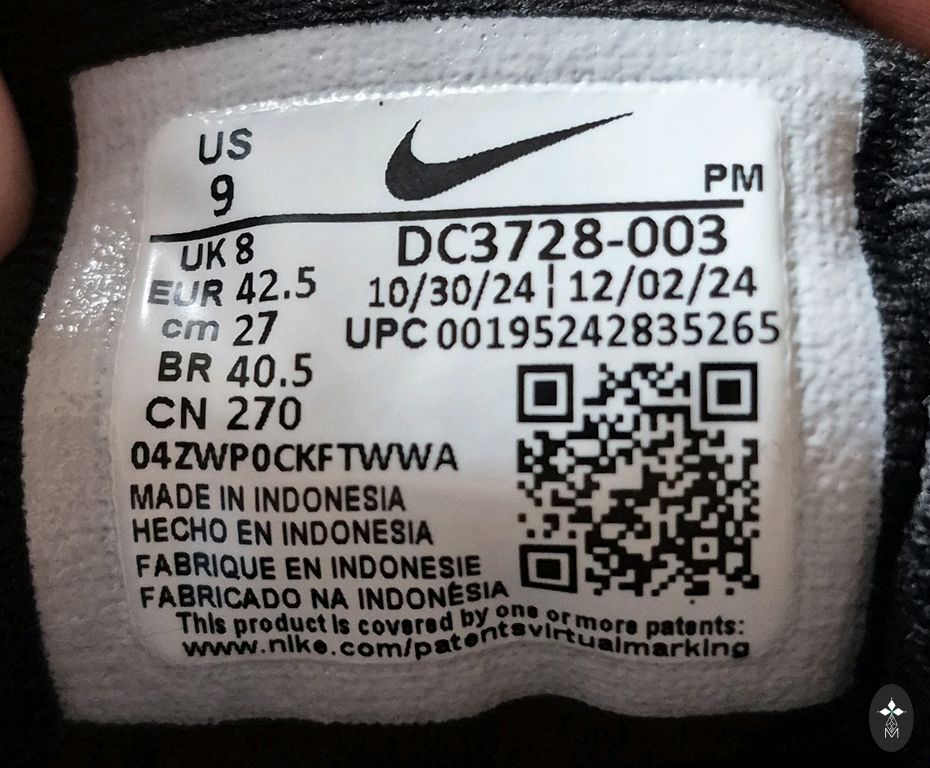 US
9
PM
UK 8
EUR 42.5
cm 27
BR 40.5
CN 270
DC3728-003
10/30/24 ¦ 12/02/24
UPC 00195242835265
04ZWP0CKFTWWA
MADE IN INDONESIA
HECHO EN INDONESIA
FABRIQUE EN INDONESIE
FABRICADO NA INDONÉSIA
This product is covered by one or more patents:
www.nike.com/patentsvirtualmarking
M